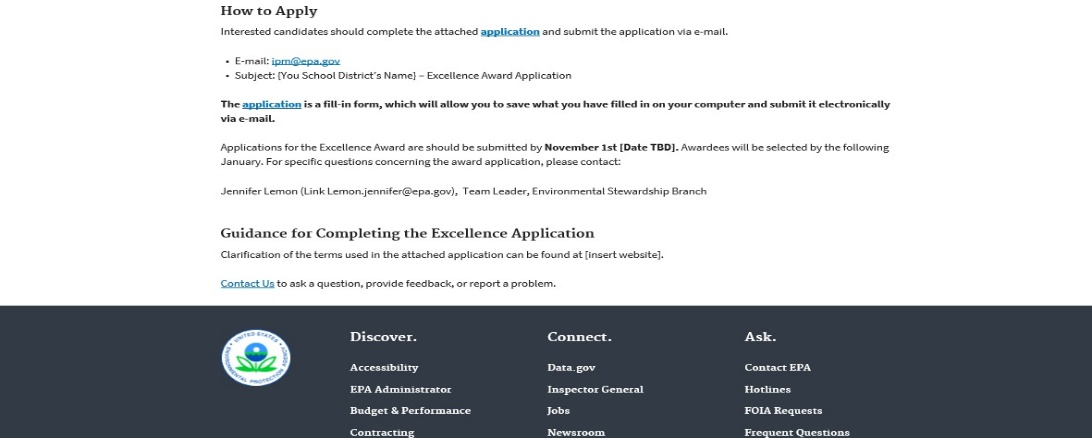 How to Apply
Interested candidates should complete the attached application and submit the application via e-mail.
• E-mail: ipm@epa.gov
• Subject: {You School District's Name} – Excellence Award Application
The application is a fill-in form, which will allow you to save what you have filled in on your computer and submit it electronically
via e-mail.
Applications for the Excellence Award are should be submitted by November 1st [Date TBD]. Awardees will be selected by the following
January. For specific questions concerning the award application, please contact:
Jennifer Lemon (Link Lemon.jennifer@epa.gov), Team Leader, Environmental Stewardship Branch
Guidance for Completing the Excellence Application
Clarification of the terms used in the attached application can be found at [insert website].
Contact Us to ask a question, provide feedback, or report a problem.
UNITED STATES
ENVIRONMENTAL PROTECTION AGENCY
Discover.
Accessibility
EPA Administrator
Budget & Performance
Contracting
Connect.
Data.gov
Inspector General
Jobs
Newsroom
Ask.
Contact EPA
Hotlines
FOIA Requests
Frequent Questions